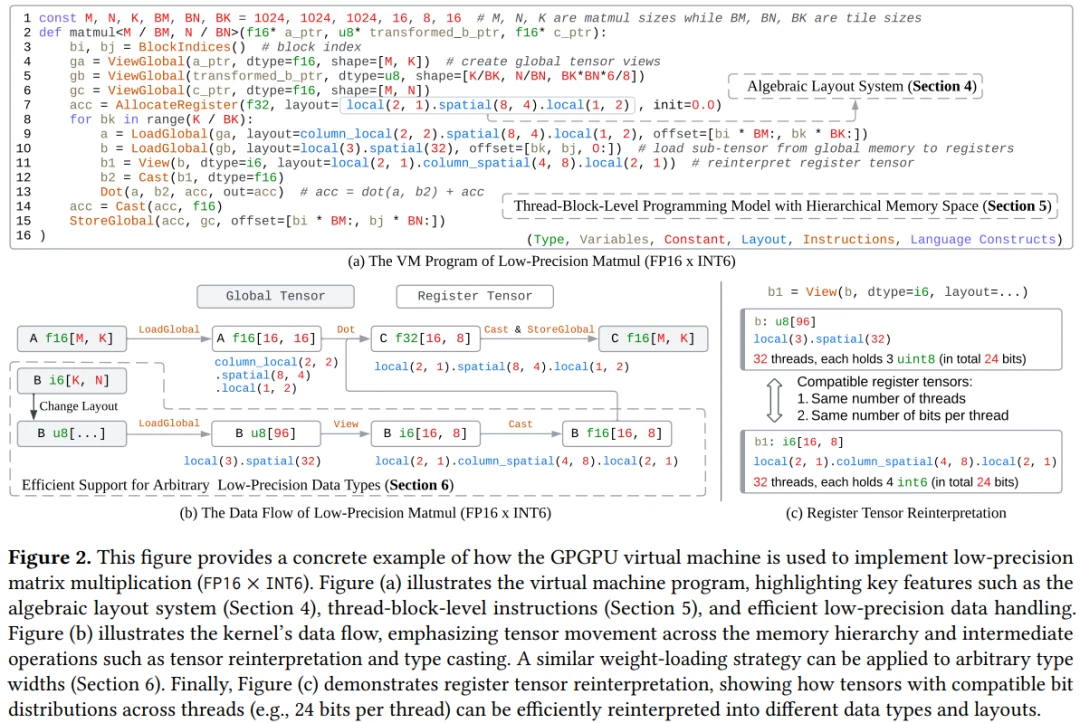 1 const M, N, K, BM, BN, BK = 1024, 1024, 1024, 16, 8, 16  # M, N, K are matmul sizes while BM, BN, BK are tile sizes
2 def matmul<M / BM, N / BN>(f16* a_ptr, u8* transformed_b_ptr, f16* c_ptr):
3     bi, bj = BlockIndices()  # block index
4     ga = ViewGlobal(a_ptr, dtype=f16, shape=[M, K])  # create global tensor views
5     gb = ViewGlobal(transformed_b_ptr, dtype=u8, shape=[K/BK, N/BN, BK*BN*6/8])
6     gc = ViewGlobal(c_ptr, dtype=f16, shape=[M, N])
Algebraic Layout System (Section 4)
7     acc = AllocateRegister(f32, layout=local(2, 1).spatial(8, 4).local(1, 2), init=0.0)
8     for bk in range(K / BK):
9         a = LoadGlobal(ga, layout=column_local(2, 2).spatial(8, 4).local(1, 2), offset=[bi * BM:, bk * BK:])
10         b = LoadGlobal(gb, layout=local(3).spatial(32), offset=[bk, bj, 0:])  # load sub-tensor from global memory to registers
11         b1 = View(b, dtype=i6, layout=local(2, 1).column_spatial(4, 8).local(2, 1))  # reinterpret register tensor
12         b2 = Cast(b1, dtype=f16)
13         Dot(a, b2, acc, out=acc)  # acc = dot(a, b2) + acc
14     acc = Cast(acc, f16)
Thread-Block-Level Programming Model with Hierarchical Memory Space (Section 5)
15     StoreGlobal(acc, gc, offset=[bi * BM:, bj * BN:])
16 )
(Type, Variables, Constant, Layout, Instructions, Language Constructs)
(a) The VM Program of Low-Precision Matmul (FP16 x INT6)
Global Tensor
Register Tensor
A f16[M, K]
LoadGlobal
A f16[16, 16]
Dot
C f32[16, 8]
Cast & StoreGlobal
C f16[M, K]
column_local(2, 2)
.spatial(8, 4)
.local(1, 2)
local(2, 1).spatial(8, 4).local(1, 2)
B i6[K, N]
Change Layout
B u8[...]
LoadGlobal
B u8[96]
View
B i6[16, 8]
Cast
B f16[16, 8]
local(3).spatial(32)
local(2, 1).column_spatial(4, 8).local(2, 1)
Efficient Support for Arbitrary Low-Precision Data Types (Section 6)
(b) The Data Flow of Low-Precision Matmul (FP16 x INT6)
b1 = View(b, dtype=i6, layout=...)
b: u8[96]
local(3).spatial(32)
32 threads, each holds 3 uint8 (in total 24 bits)
Compatible register tensors:
1. Same number of threads
2. Same number of bits per thread
b1: i6[16, 8]
local(2, 1).column_spatial(4, 8).local(2, 1)
32 threads, each holds 4 int6 (in total 24 bits)
(c) Register Tensor Reinterpretation
Figure 2. This figure provides a concrete example of how the GPGPU virtual machine is used to implement low-precision
matrix multiplication (FP16 × INT6). Figure (a) illustrates the virtual machine program, highlighting key features such as the
algebraic layout system (Section 4), thread-block-level instructions (Section 5), and efficient low-precision data handling.
Figure (b) illustrates the kernel's data flow, emphasizing tensor movement across the memory hierarchy and intermediate
operations such as tensor reinterpretation and type casting. A similar weight-loading strategy can be applied to arbitrary type
widths (Section 6). Finally, Figure (c) demonstrates register tensor reinterpretation, showing how tensors with compatible bit
distributions across threads (e.g., 24 bits per thread) can be efficiently reinterpreted into different data types and layouts.